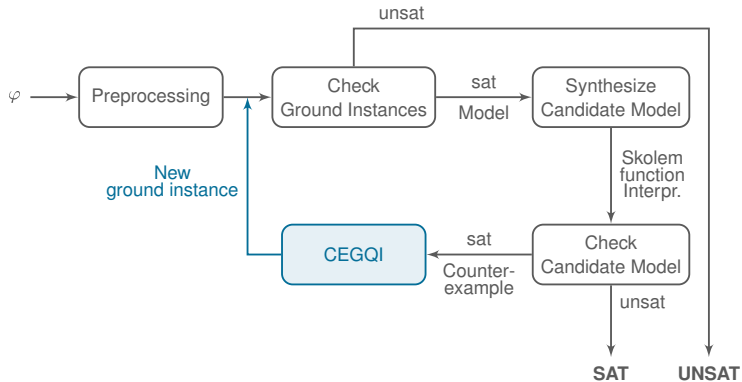 unsat
φ
Preprocessing
Check
Ground Instances
sat
Model
Synthesize
Candidate Model
New
ground instance
Skolem
function
Interpr.
CEGQI
sat
Counter-
example
Check
Candidate Model
unsat
SAT
UNSAT